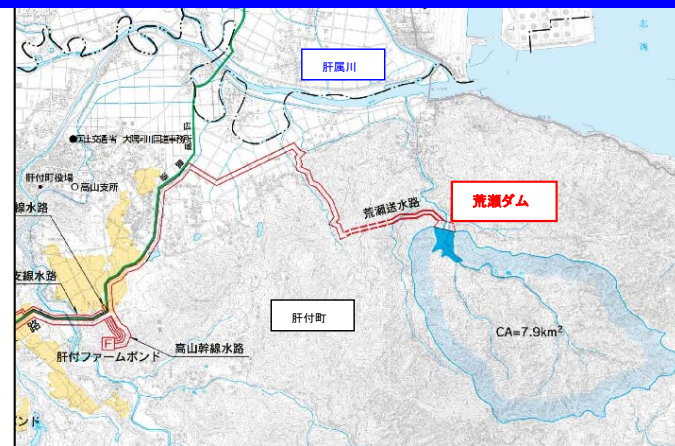 肝属川
●国土交通省 大隅河川国道事務所
肝付町役場
○高山支所
線水路
荒瀬送水路
荒瀬ダム
支線水路
路
肝付町
CA=7.9km²
F
高山幹線水路
肝付ファームポンド
ンド